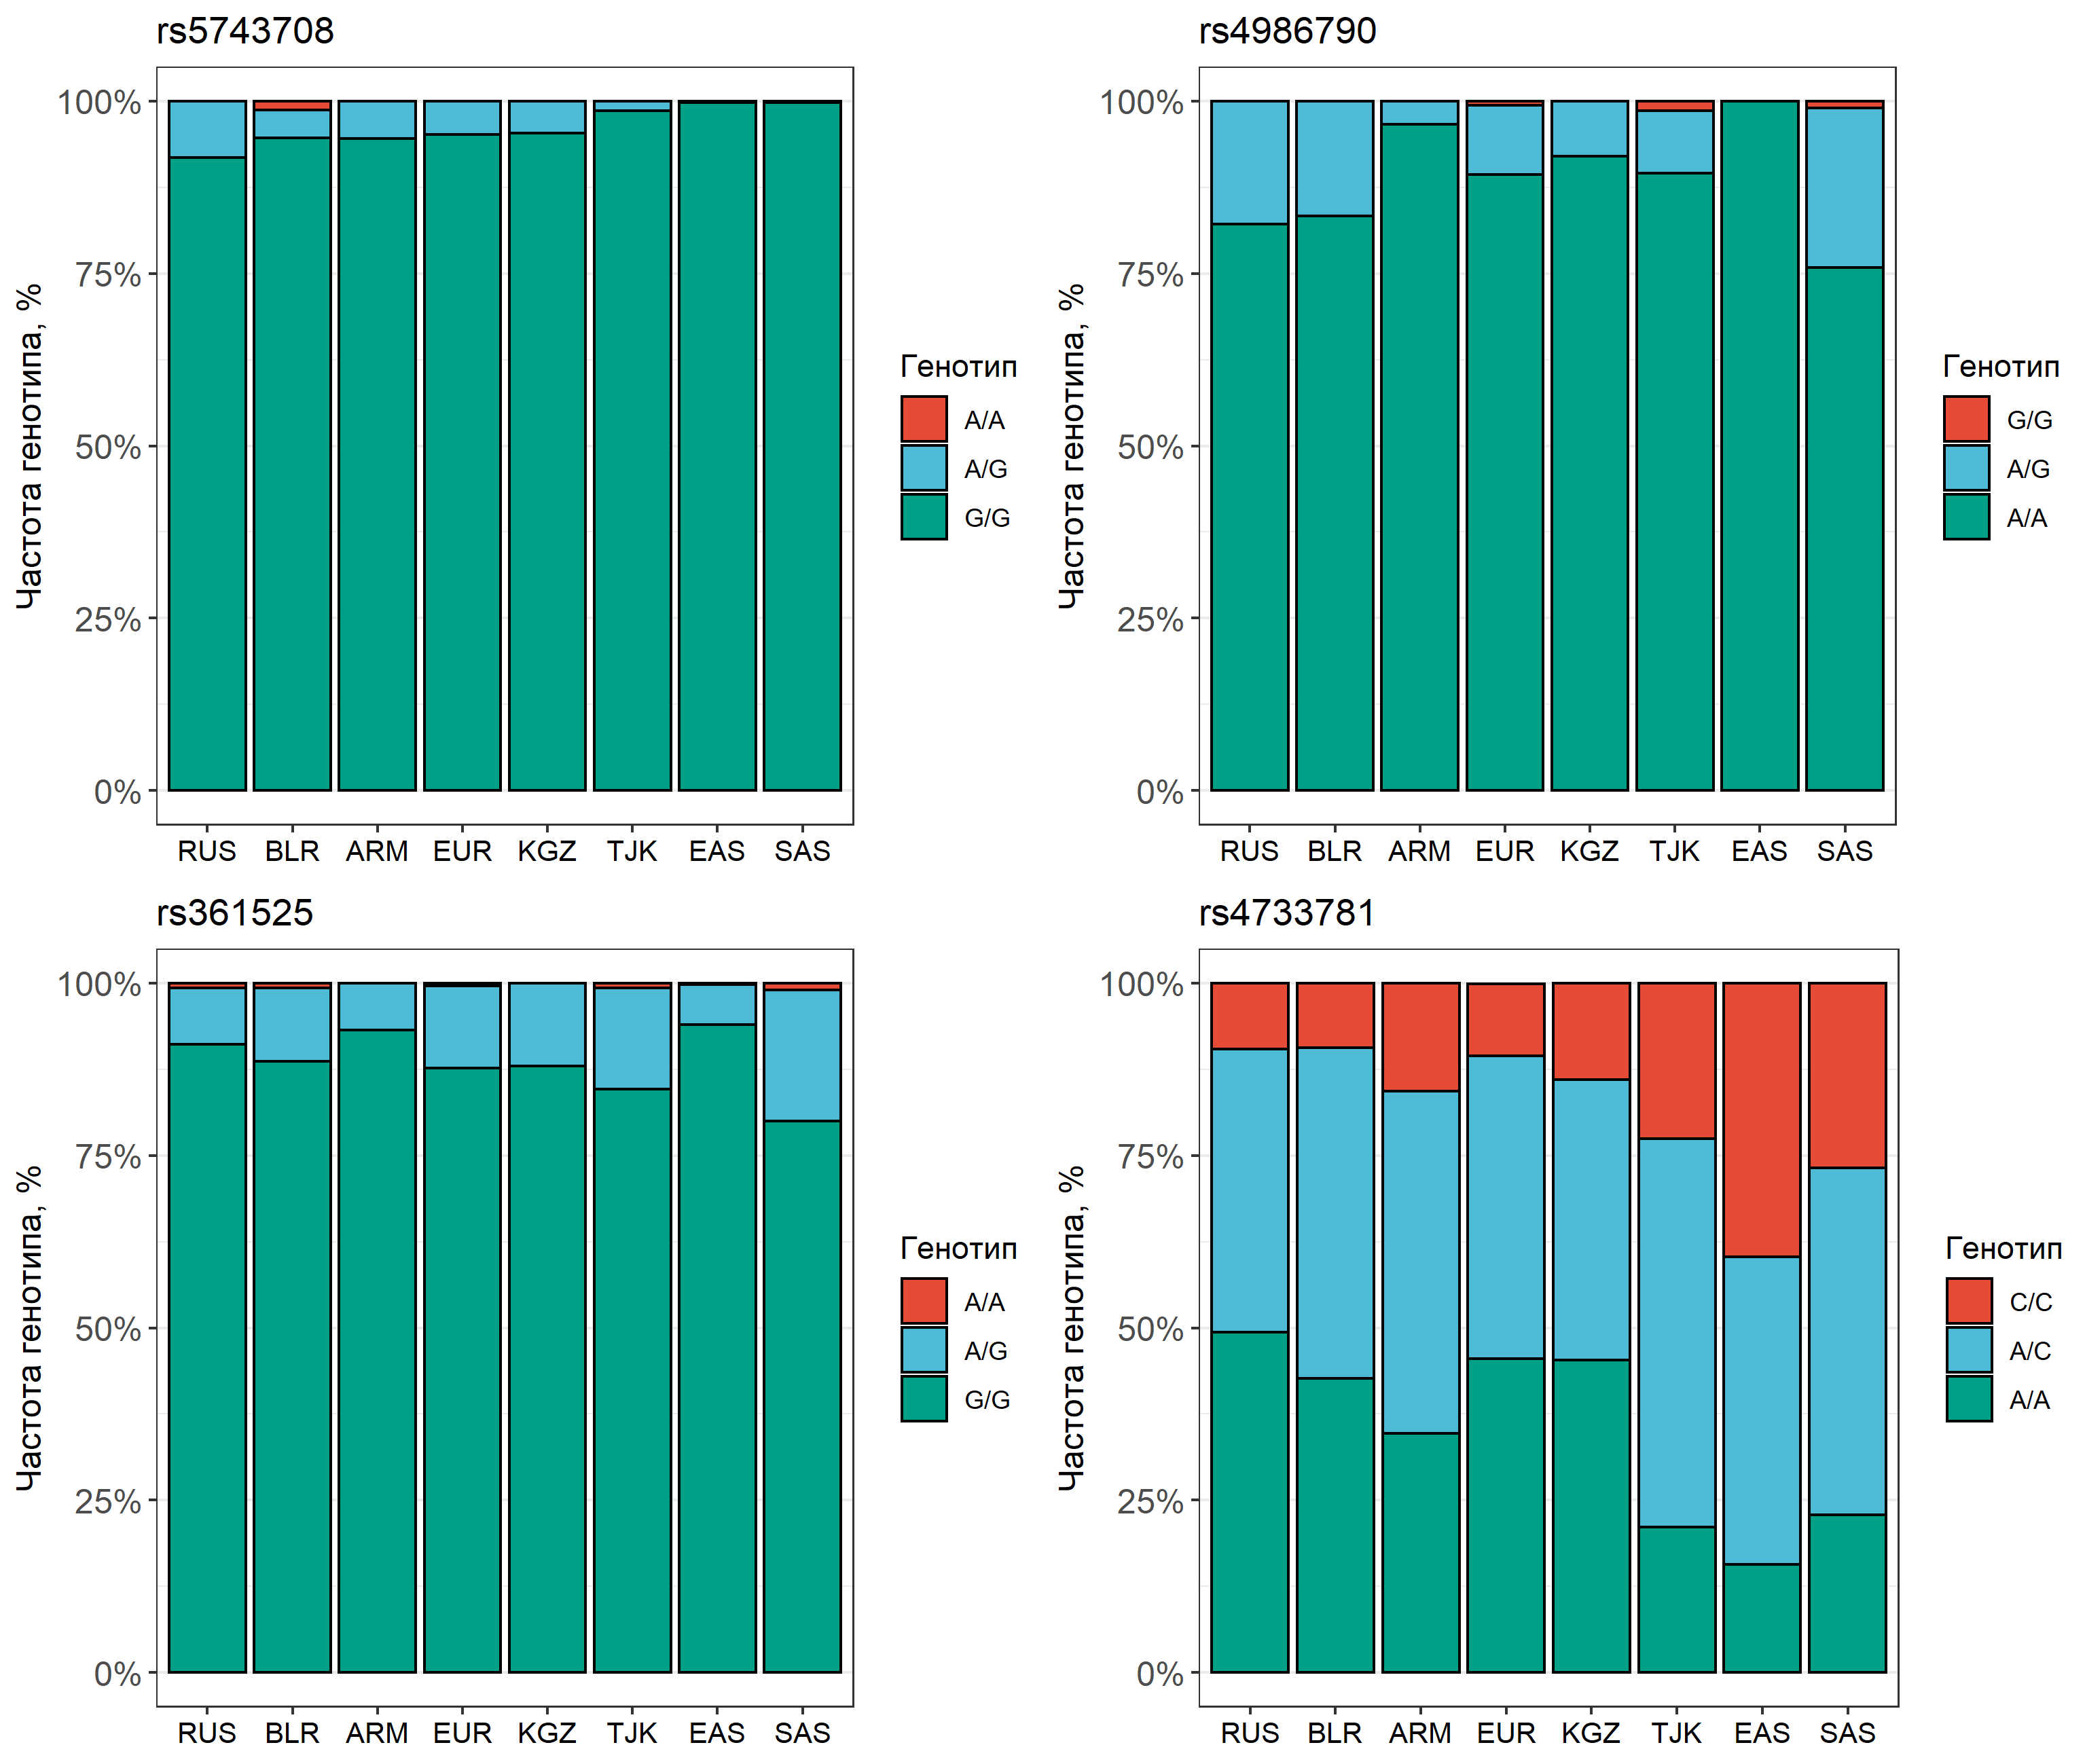 rs5743708
Частота генотипа, %
100%
75%
50%
25%
0%
RUS BLR ARM EUR KGZ TJK EAS SAS
Генотип
A/A
A/G
G/G
rs4986790
Частота генотипа, %
100%
75%
50%
25%
0%
RUS BLR ARM EUR KGZ TJK EAS SAS
Генотип
G/G
A/G
A/A
rs361525
Частота генотипа, %
100%
75%
50%
25%
0%
RUS BLR ARM EUR KGZ TJK EAS SAS
Генотип
A/A
A/G
G/G
rs4733781
Частота генотипа, %
100%
75%
50%
25%
0%
RUS BLR ARM EUR KGZ TJK EAS SAS
Генотип
C/C
A/C
A/A